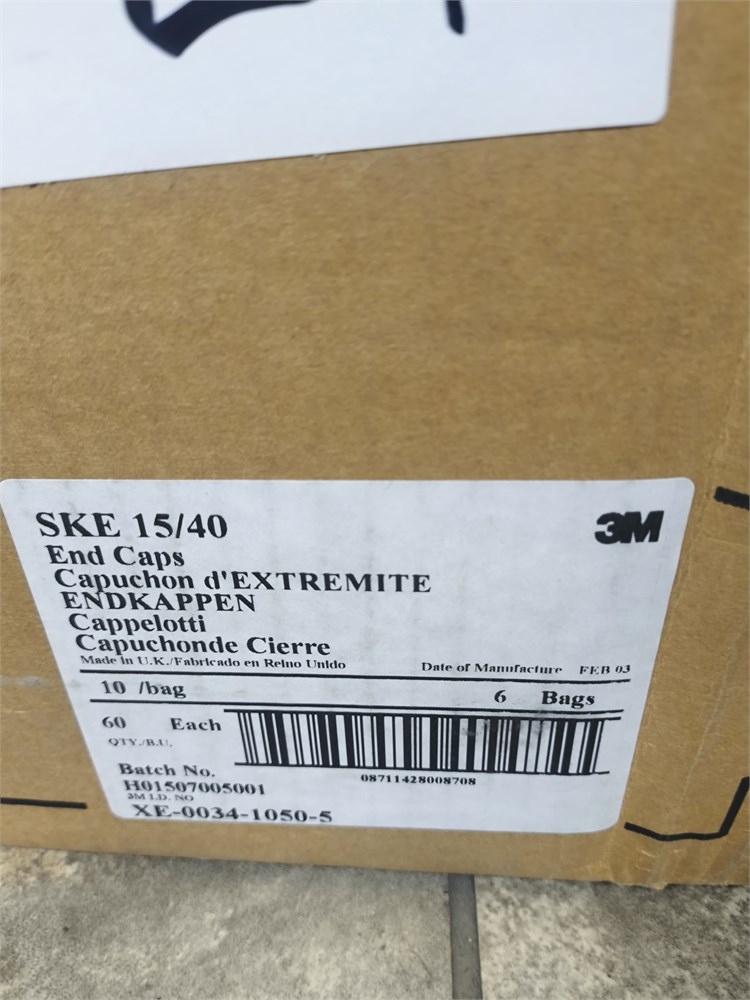 SKE 15/40
3M
End Caps
Capuchon d'EXTREMITE
ENDKAPPEN
Cappelotti
Capuchonde Cierre
Made in U.K./Fabricado en Reino Unido
Date of Manufacture FEB 03
10 /bag
6 Bags
60 Each
QTY./B.U.
08711428008708
Batch No.
H01507005001
3M I.D. NO
XE-0034-1050-5